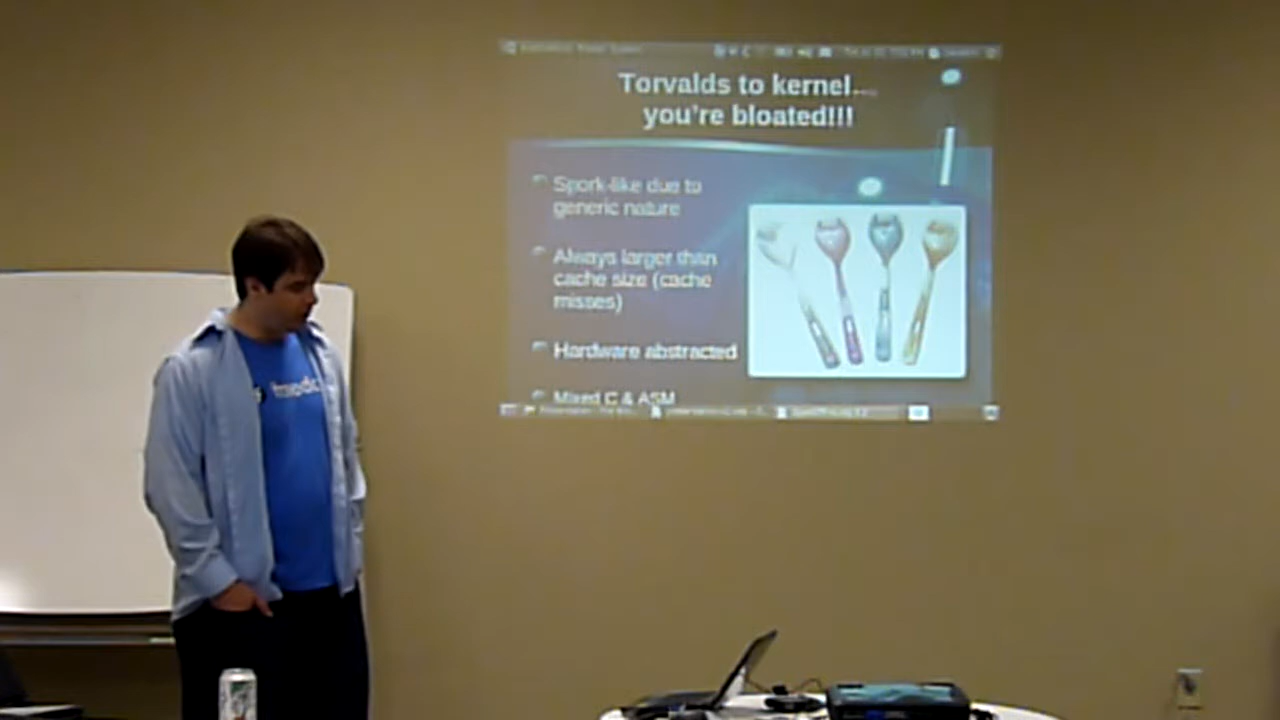 Torvalds to kernel...
you're bloated!!!
Spork-like due to
generic nature
Always larger than
cache size (cache
misses)
Hardware abstracted
Mixed C & ASM